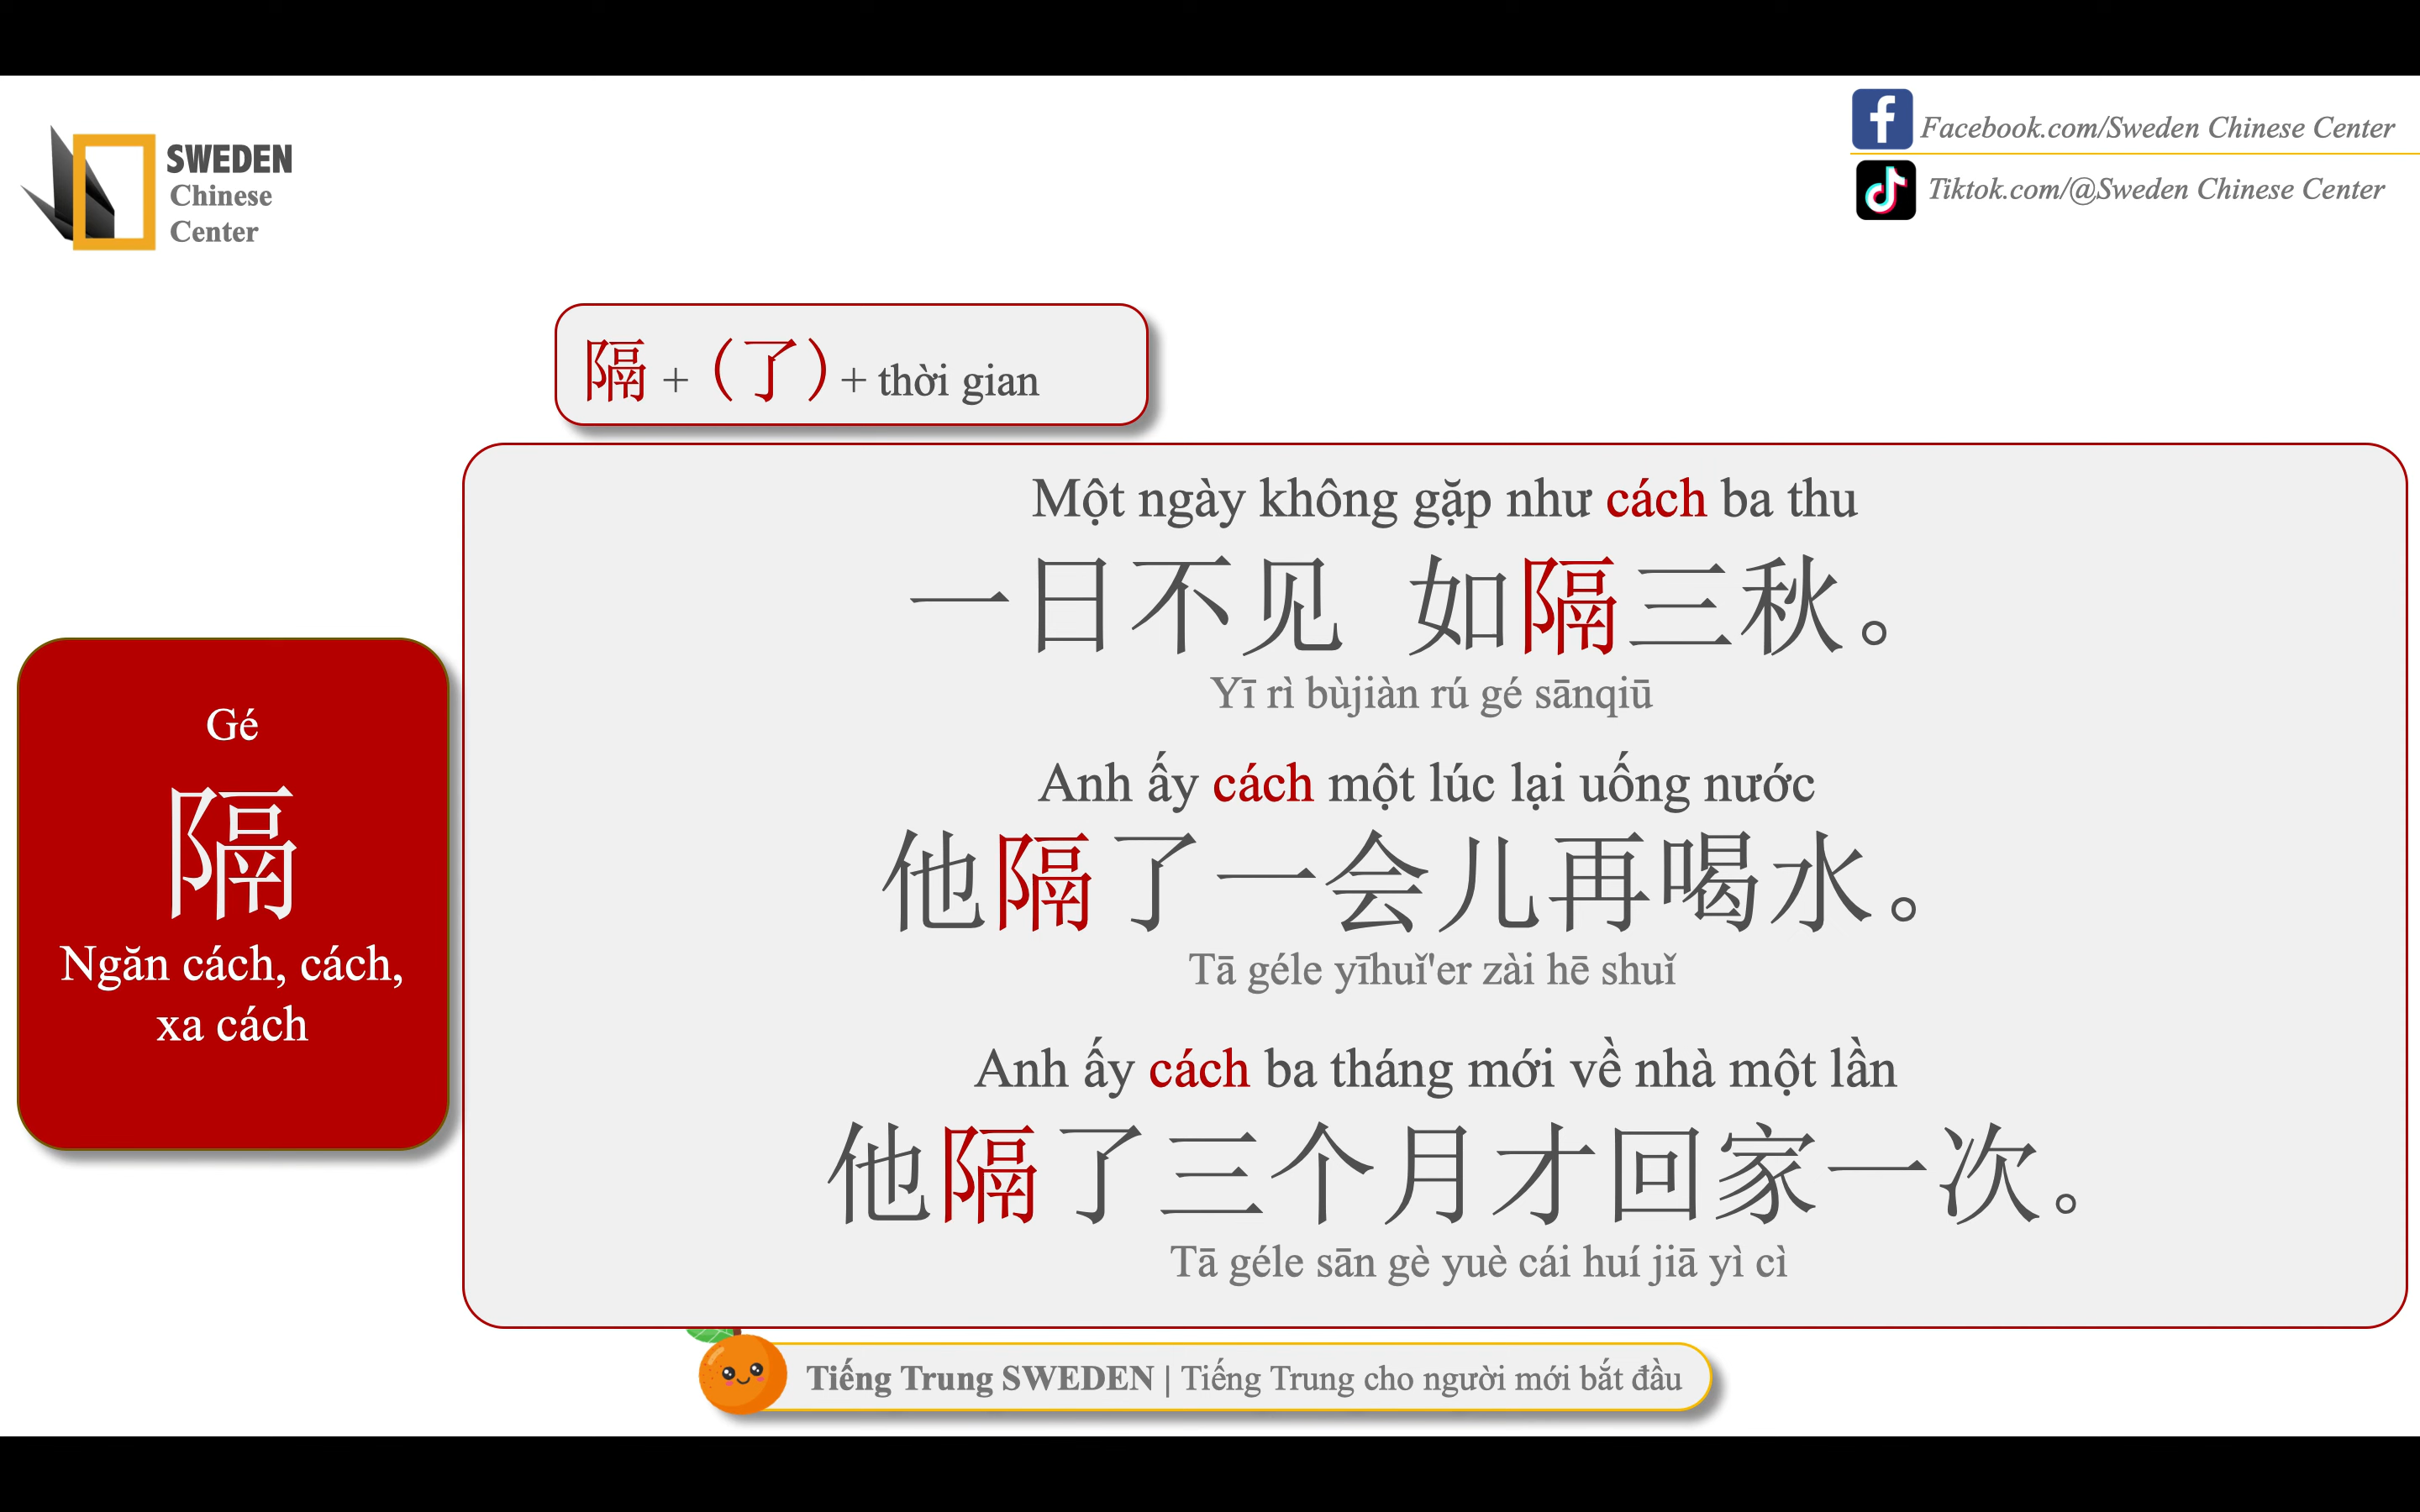 SWEDEN
Chinese
Center
Facebook.com/Sweden Chinese Center
Tiktok.com/@Sweden Chinese Center
隔 +（了）+ thời gian
Gé
隔
Ngăn cách, cách,
xa cách
Một ngày không gặp như cách ba thu
一日不见 如隔三秋。
Yī rì bùjiàn rú gé sānqiū
Anh ấy cách một lúc lại uống nước
他隔了一会儿再喝水。
Tā géle yīhuǐ'er zài hē shuǐ
Anh ấy cách ba tháng mới về nhà một lần
他隔了三个月才回家一次。
Tā géle sān gè yuè cái huí jiā yì cì
Tiếng Trung SWEDEN | Tiếng Trung cho người mới bắt đầu